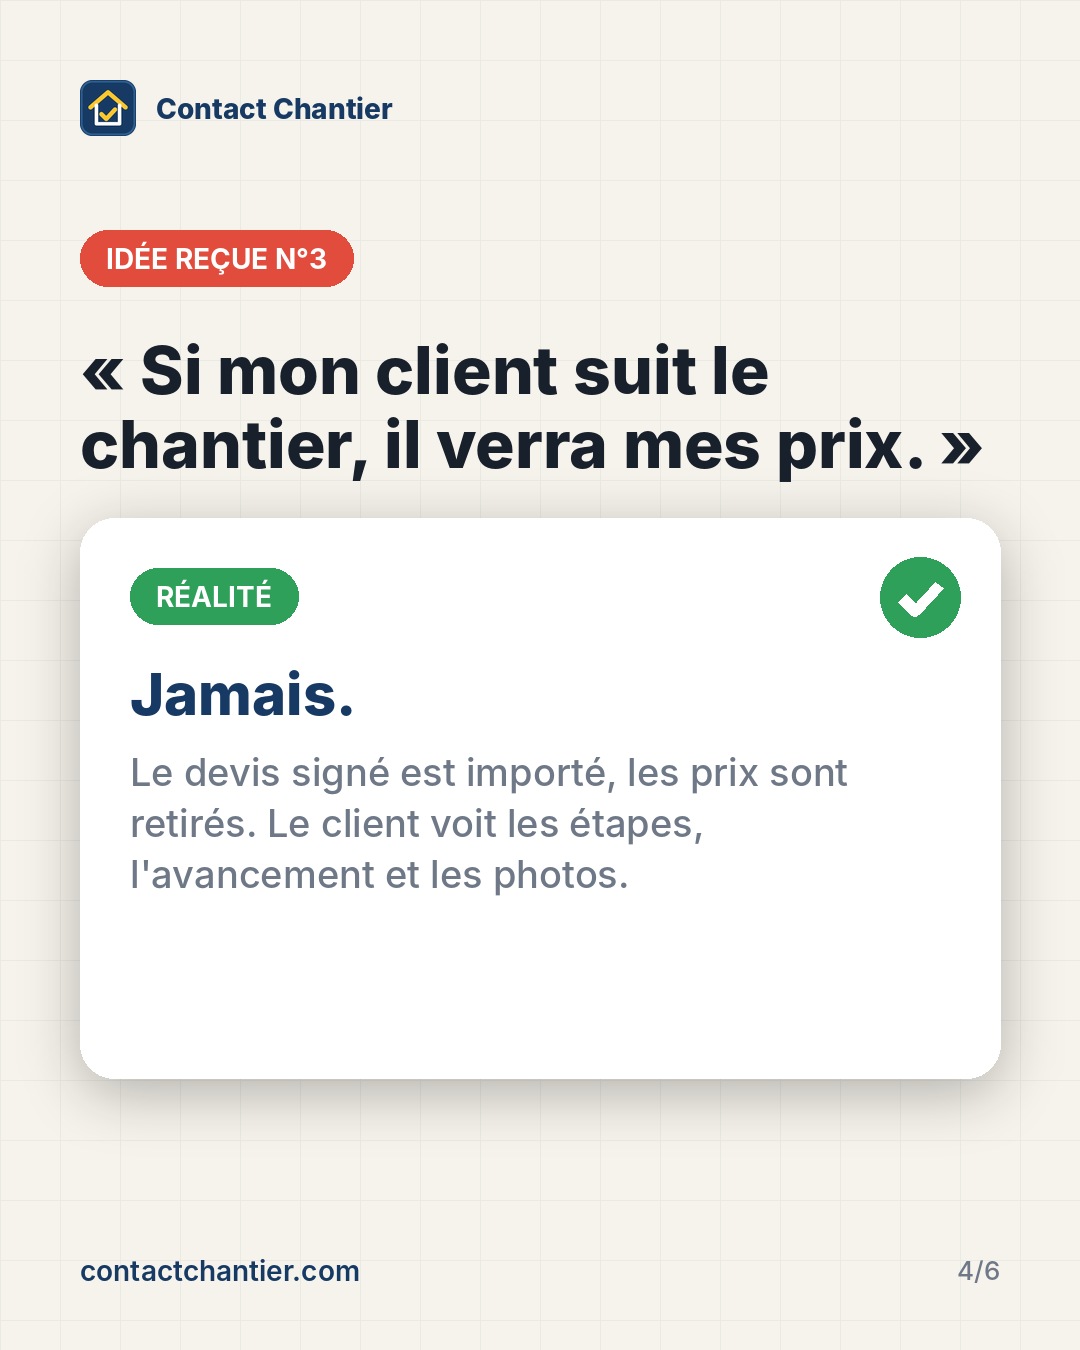 Contact Chantier
IDÉE REÇUE N°3
« Si mon client suit le
chantier, il verra mes prix. »
RÉALITÉ
Jamais.
Le devis signé est importé, les prix sont
retirés. Le client voit les étapes,
l'avancement et les photos.
contactchantier.com
4/6